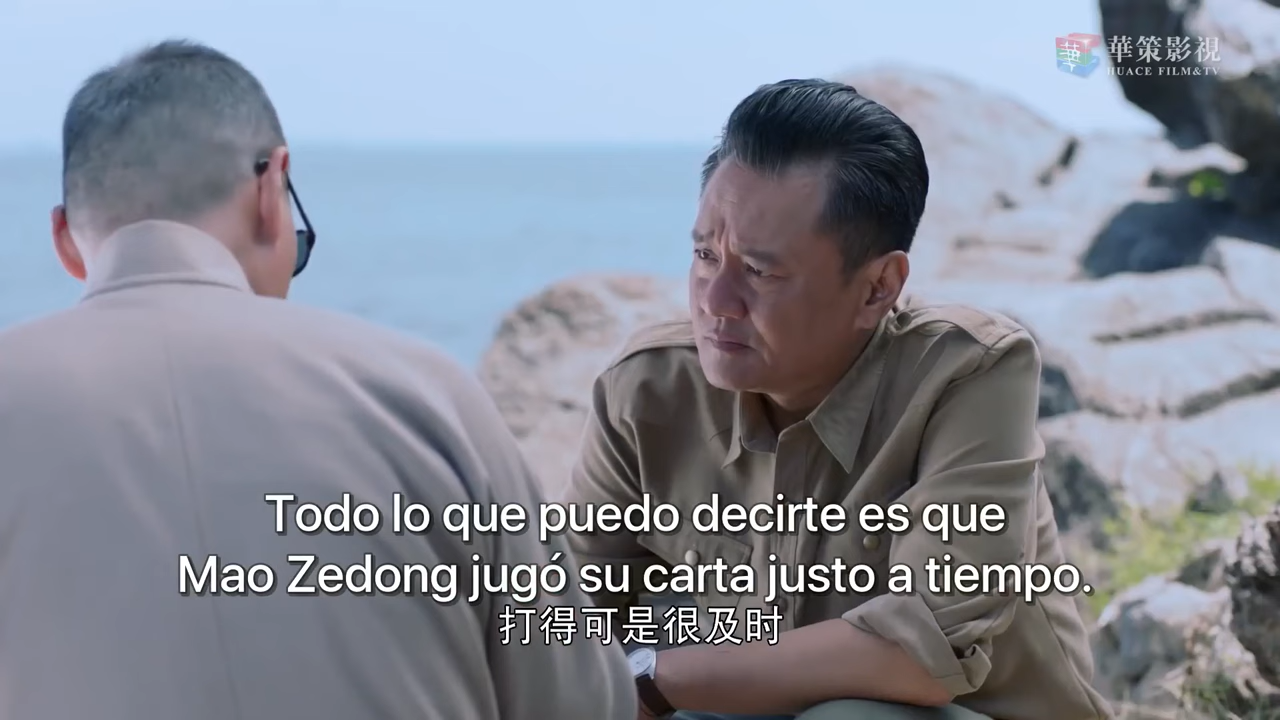 華策影視
HUACE FILM&TV
Todo lo que puedo decirte es que
Mao Zedong jugó su carta justo a tiempo.
打得可是很及时